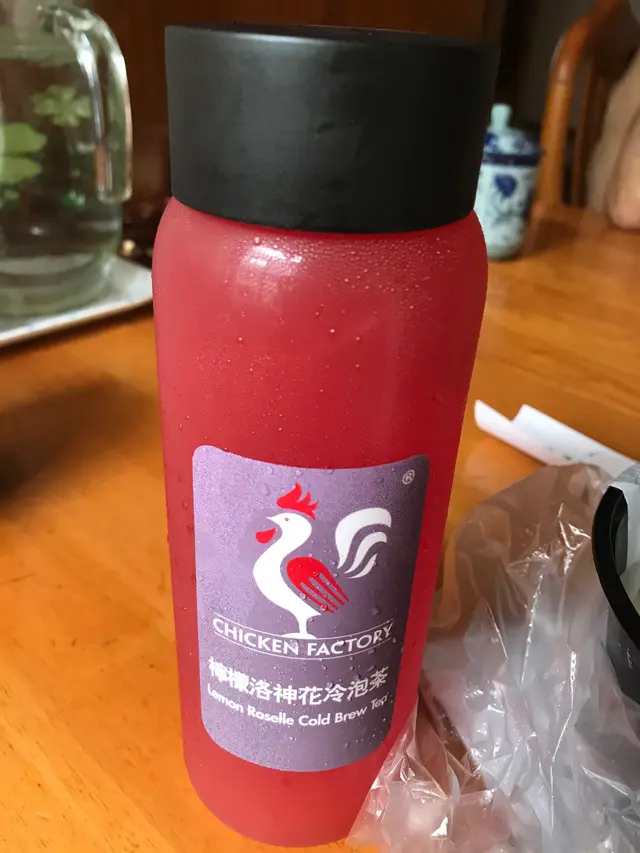 ®
CHICKEN FACTORY
檸檬洛神花冷泡茶
Lemon Roselle Cold Brew Tea